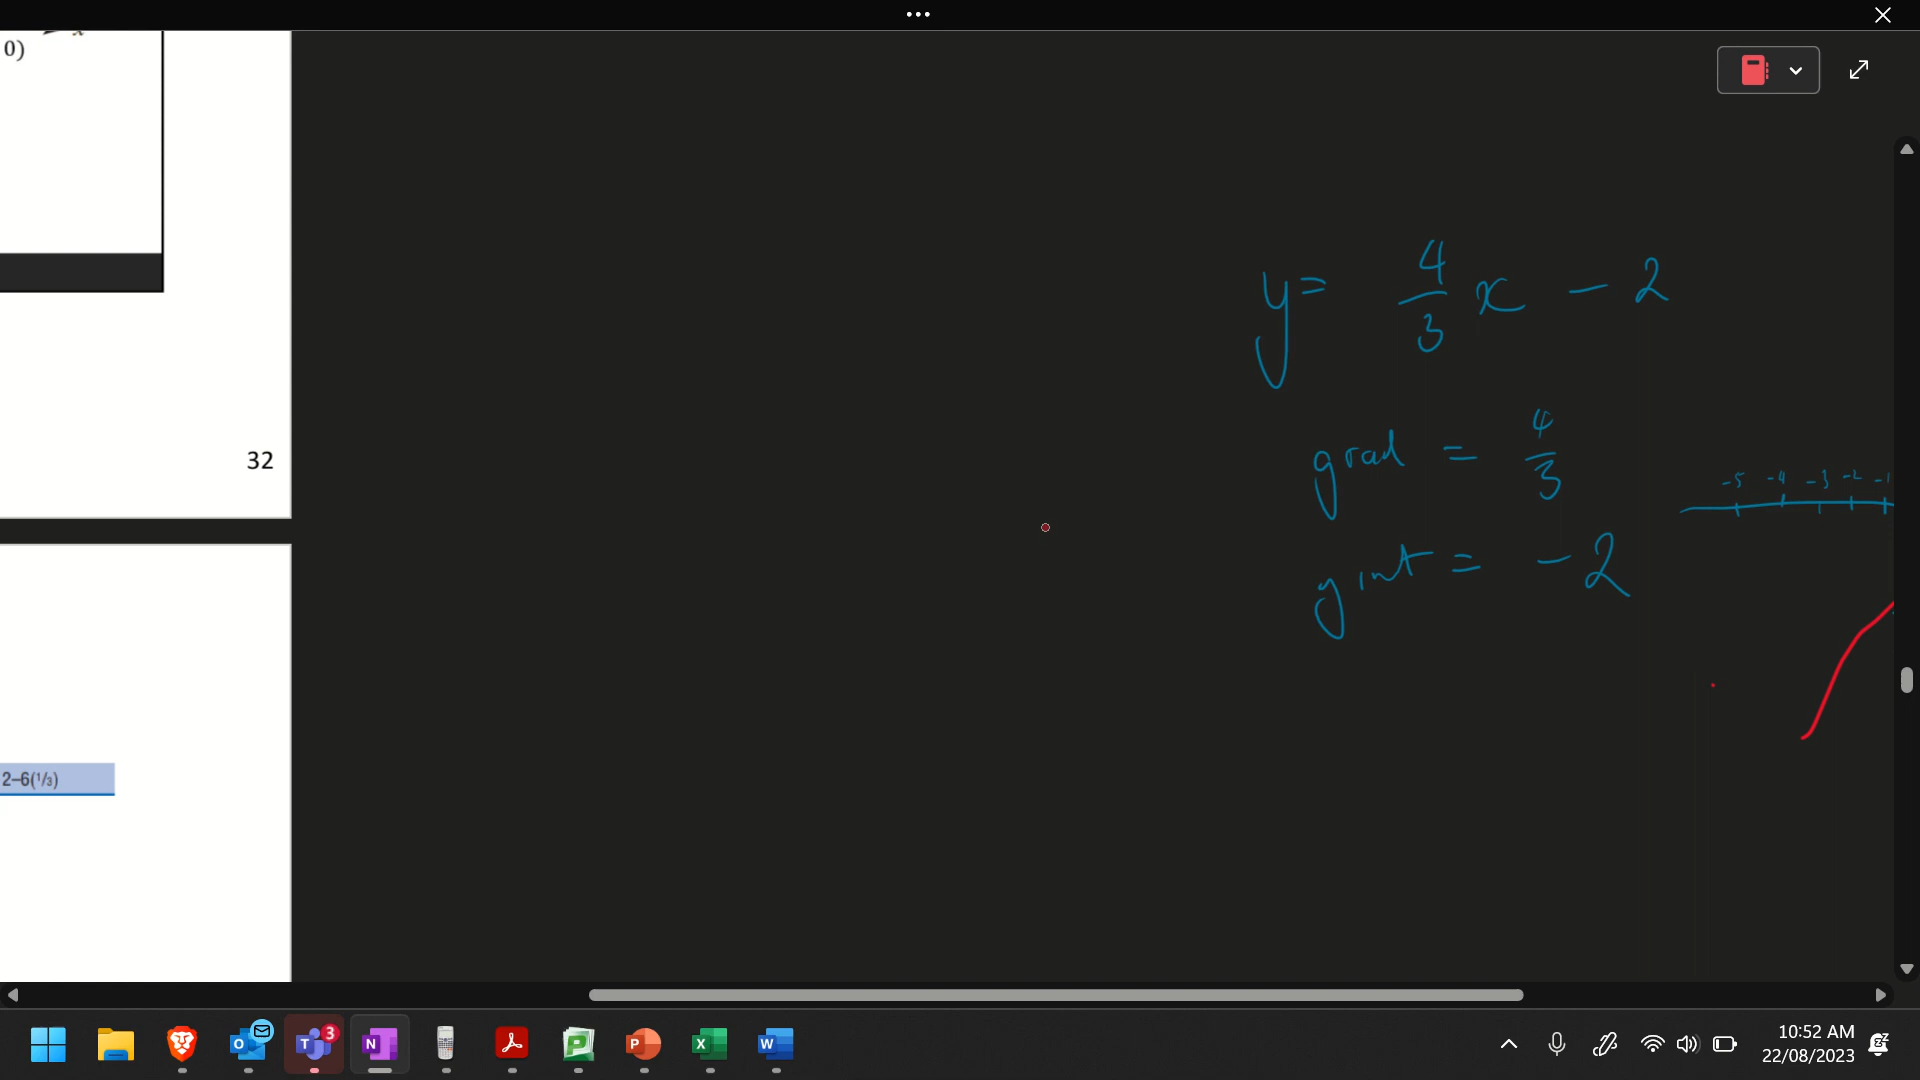 0)
32
2–6(¹/₃)
y = 4/3 x - 2
grad = 4/3
y int = - 2
-5 -4 -3 -2 -1
3
10:52 AM
22/08/2023